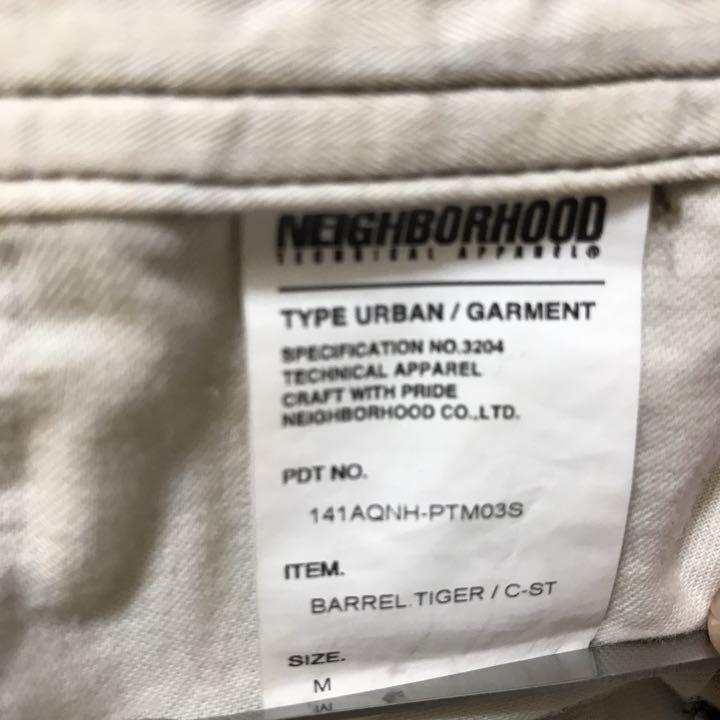 NEIGHBORHOOD
TECHNICAL APPAREL®
TYPE URBAN / GARMENT
SPECIFICATION NO.3204
TECHNICAL APPAREL
CRAFT WITH PRIDE
NEIGHBORHOOD CO.,LTD.
PDT NO.
141AQNH-PTM03S
ITEM.
BARREL.TIGER / C-ST
SIZE.
M